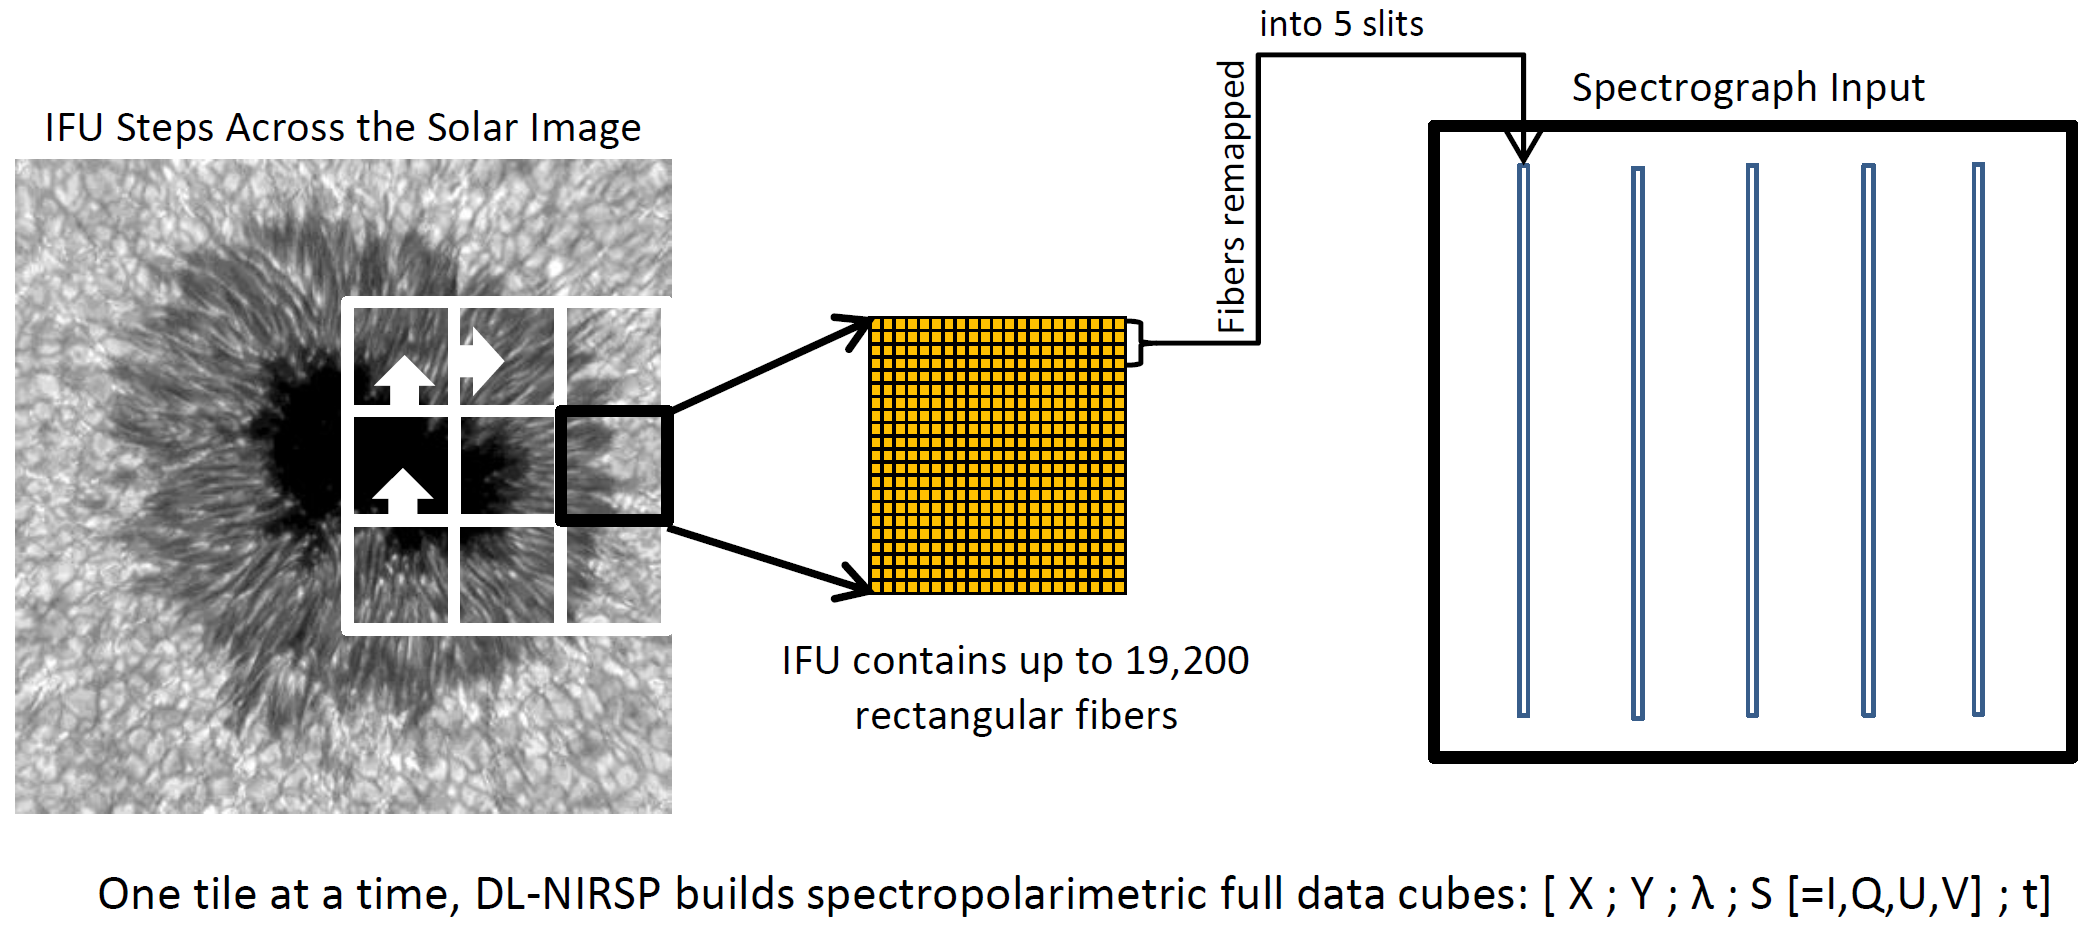 IFU Steps Across the Solar Image
Fibers remapped
into 5 slits
Spectrograph Input
IFU contains up to 19,200
rectangular fibers
One tile at a time, DL-NIRSP builds spectropolarimetric full data cubes: [ X ; Y ; λ ; S [=I,Q,U,V] ; t]